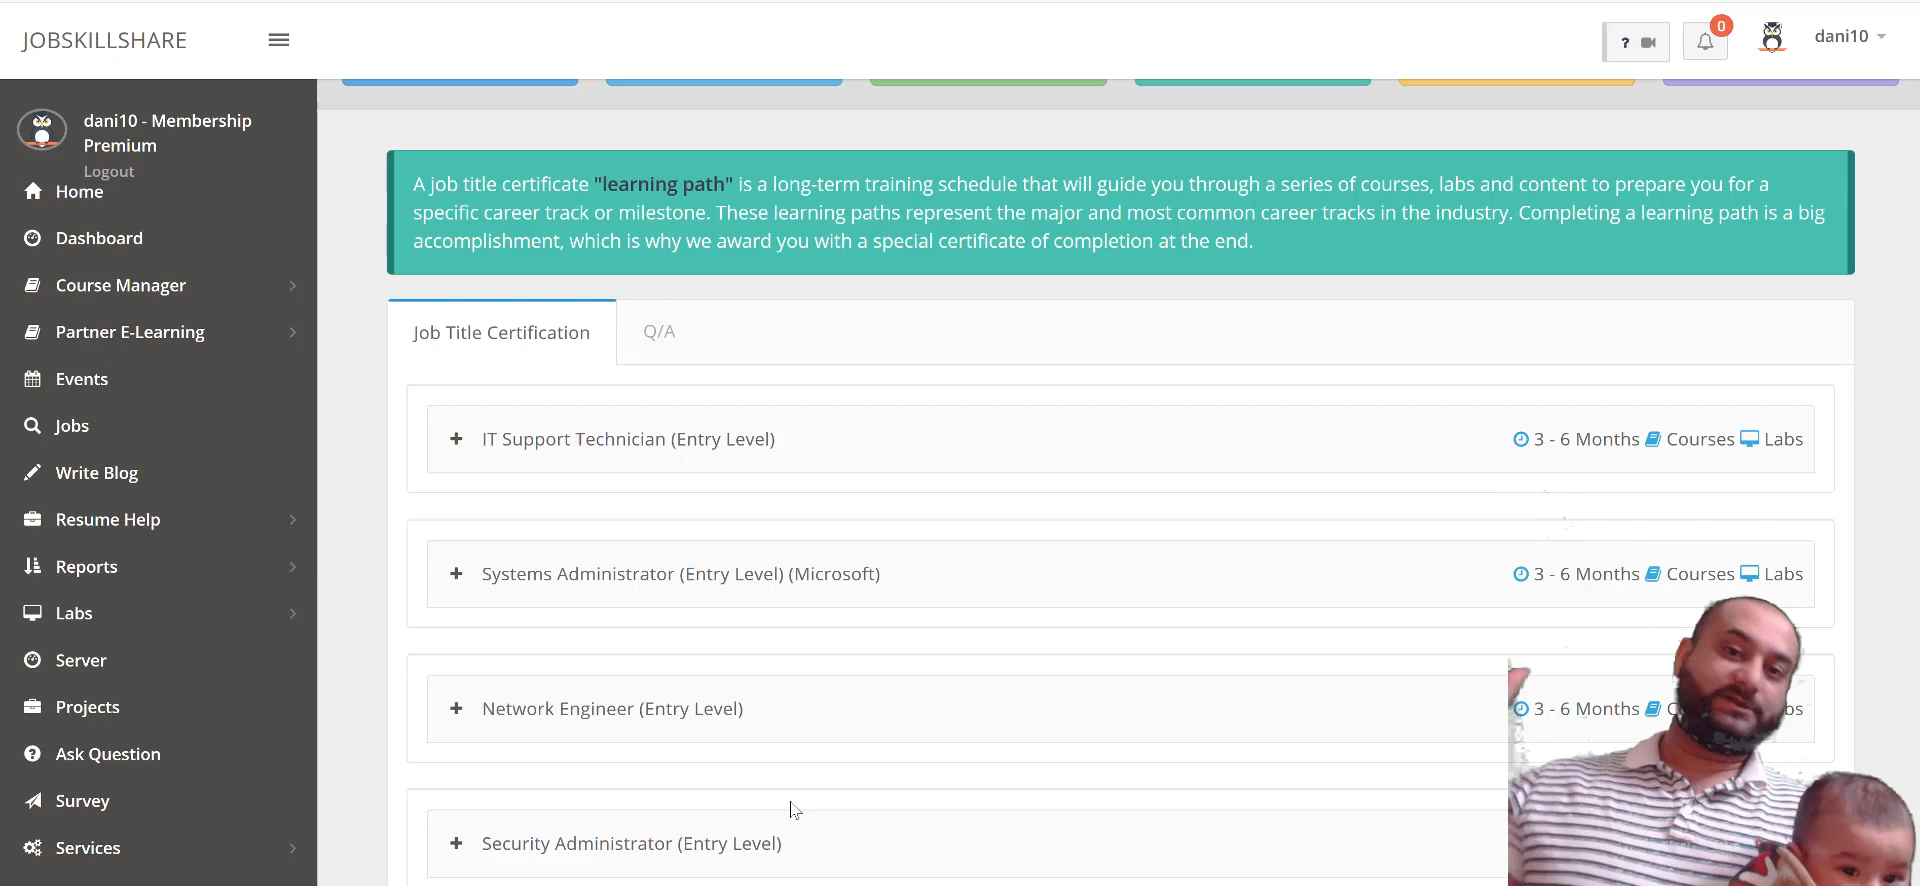 JOBSKILLSHARE
?
0
dani10
dani10 - Membership
Premium
Logout
Home
Dashboard
Course Manager
Partner E-Learning
Events
Jobs
Write Blog
Resume Help
Reports
Labs
Server
Projects
Ask Question
Survey
Services
A job title certificate "learning path" is a long-term training schedule that will guide you through a series of courses, labs and content to prepare you for a
specific career track or milestone. These learning paths represent the major and most common career tracks in the industry. Completing a learning path is a big
accomplishment, which is why we award you with a special certificate of completion at the end.
Job Title Certification
Q/A
IT Support Technician (Entry Level)
3 - 6 Months Courses Labs
Systems Administrator (Entry Level) (Microsoft)
3 - 6 Months Courses Labs
Network Engineer (Entry Level)
3 - 6 Months
Security Administrator (Entry Level)